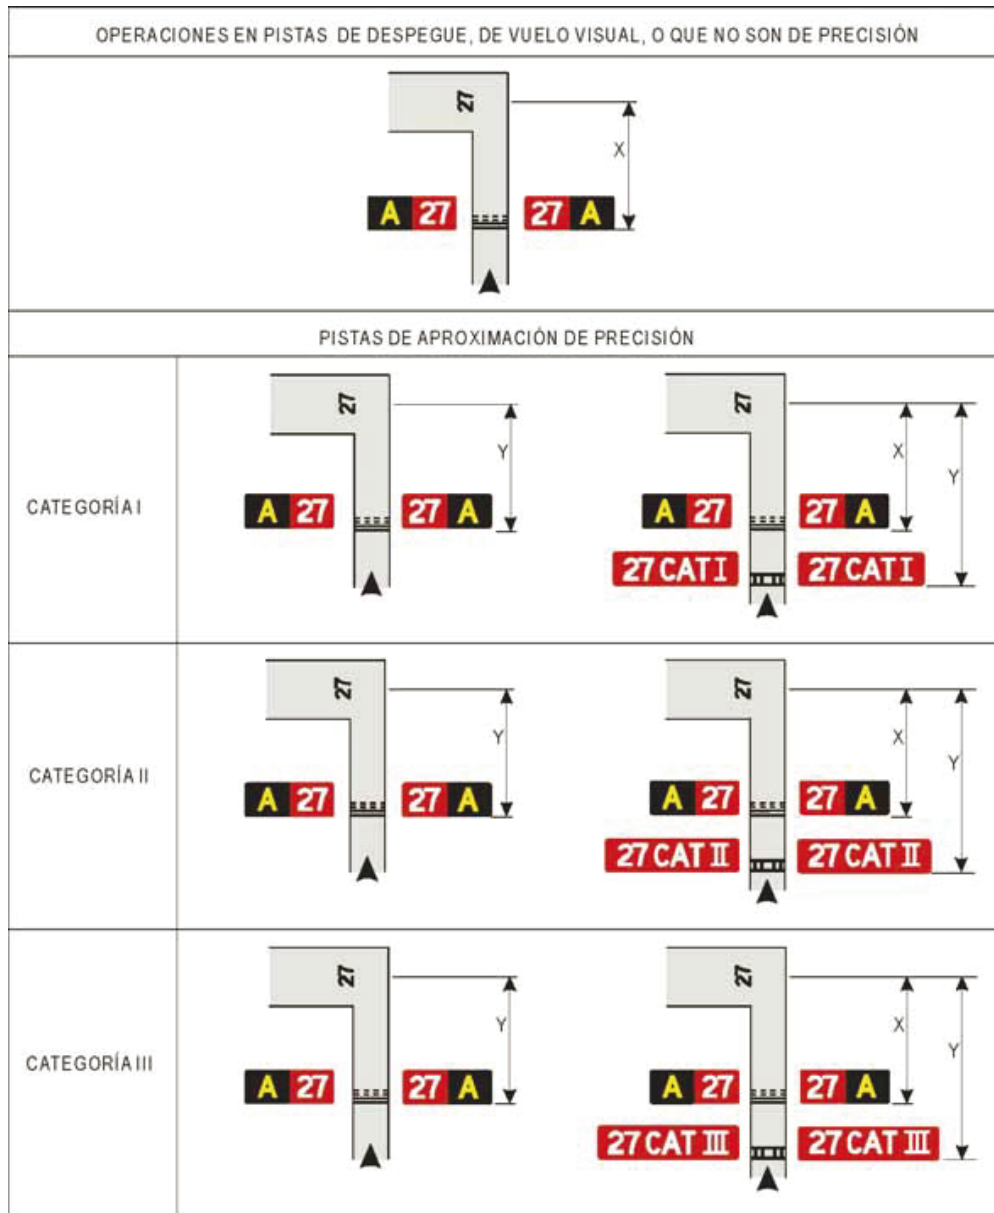 OPERACIONES EN PISTAS DE DESPEGUE, DE VUELO VISUAL, O QUE NO SON DE PRECISIÓN
27
X
A 27
27 A
PISTAS DE APROXIMACIÓN DE PRECISIÓN
CATEGORÍA I
27
Y
A 27
27 A
27
X
Y
A 27
27 A
27 CAT I
27 CAT I
CATEGORÍA II
27
Y
A 27
27 A
27
X
Y
A 27
27 A
27 CAT II
27 CAT II
CATEGORÍA III
27
Y
A 27
27 A
27
X
Y
A 27
27 A
27 CAT III
27 CAT III